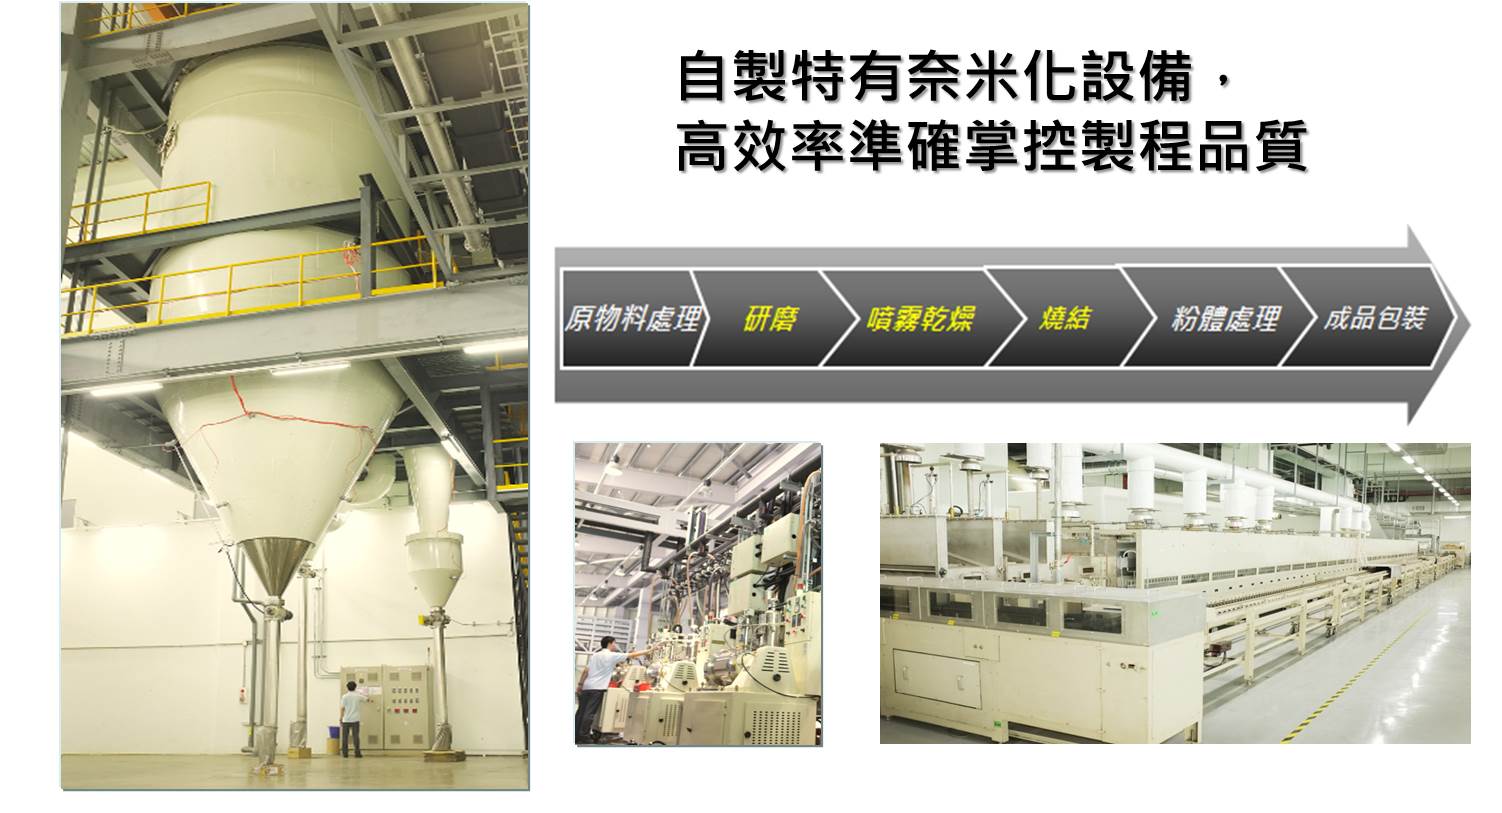 自製特有奈米化設備，
高效率準確掌控製程品質
原物料處理 研磨 噴霧乾燥 燒結 粉體處理 成品包裝